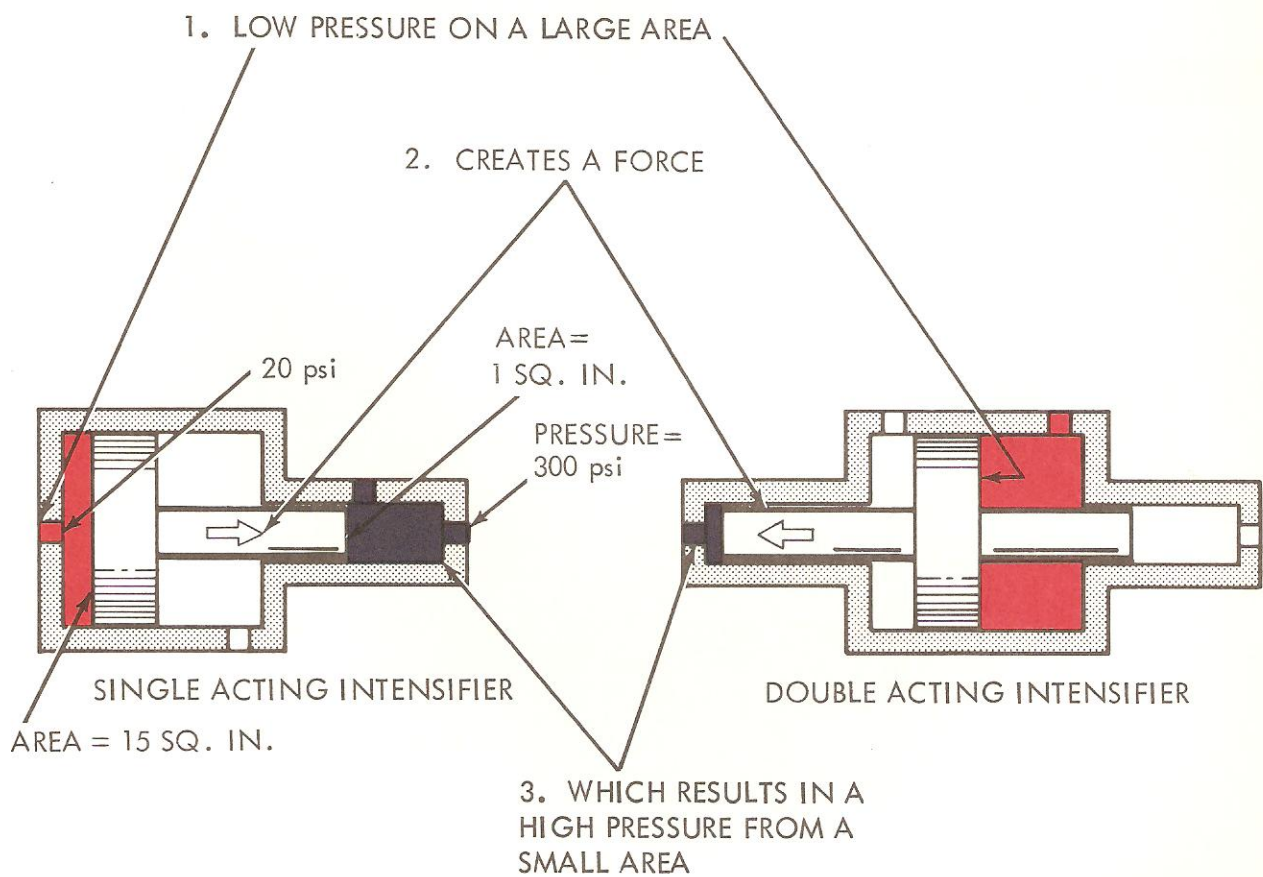 1. LOW PRESSURE ON A LARGE AREA
2. CREATES A FORCE
AREA=
1 SQ. IN.
20 psi
PRESSURE=
300 psi
SINGLE ACTING INTENSIFIER
DOUBLE ACTING INTENSIFIER
AREA = 15 SQ. IN.
3. WHICH RESULTS IN A
HIGH PRESSURE FROM A
SMALL AREA